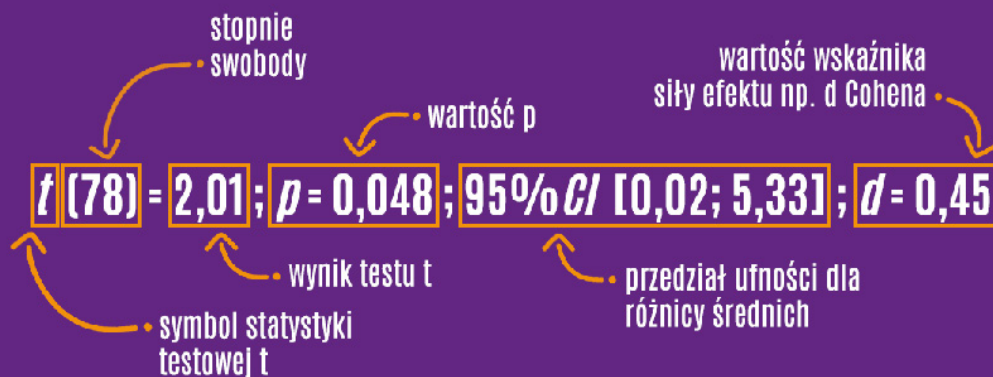 stopnie
swobody
wartość wskaźnika
siły efektu np. d Cohena
wartość p
t (78) = 2,01 ; p = 0,048 ; 95% CI [0,02; 5,33] ; d = 0,45
wynik testu t
przedział ufności dla
różnicy średnich
symbol statystyki
testowej t